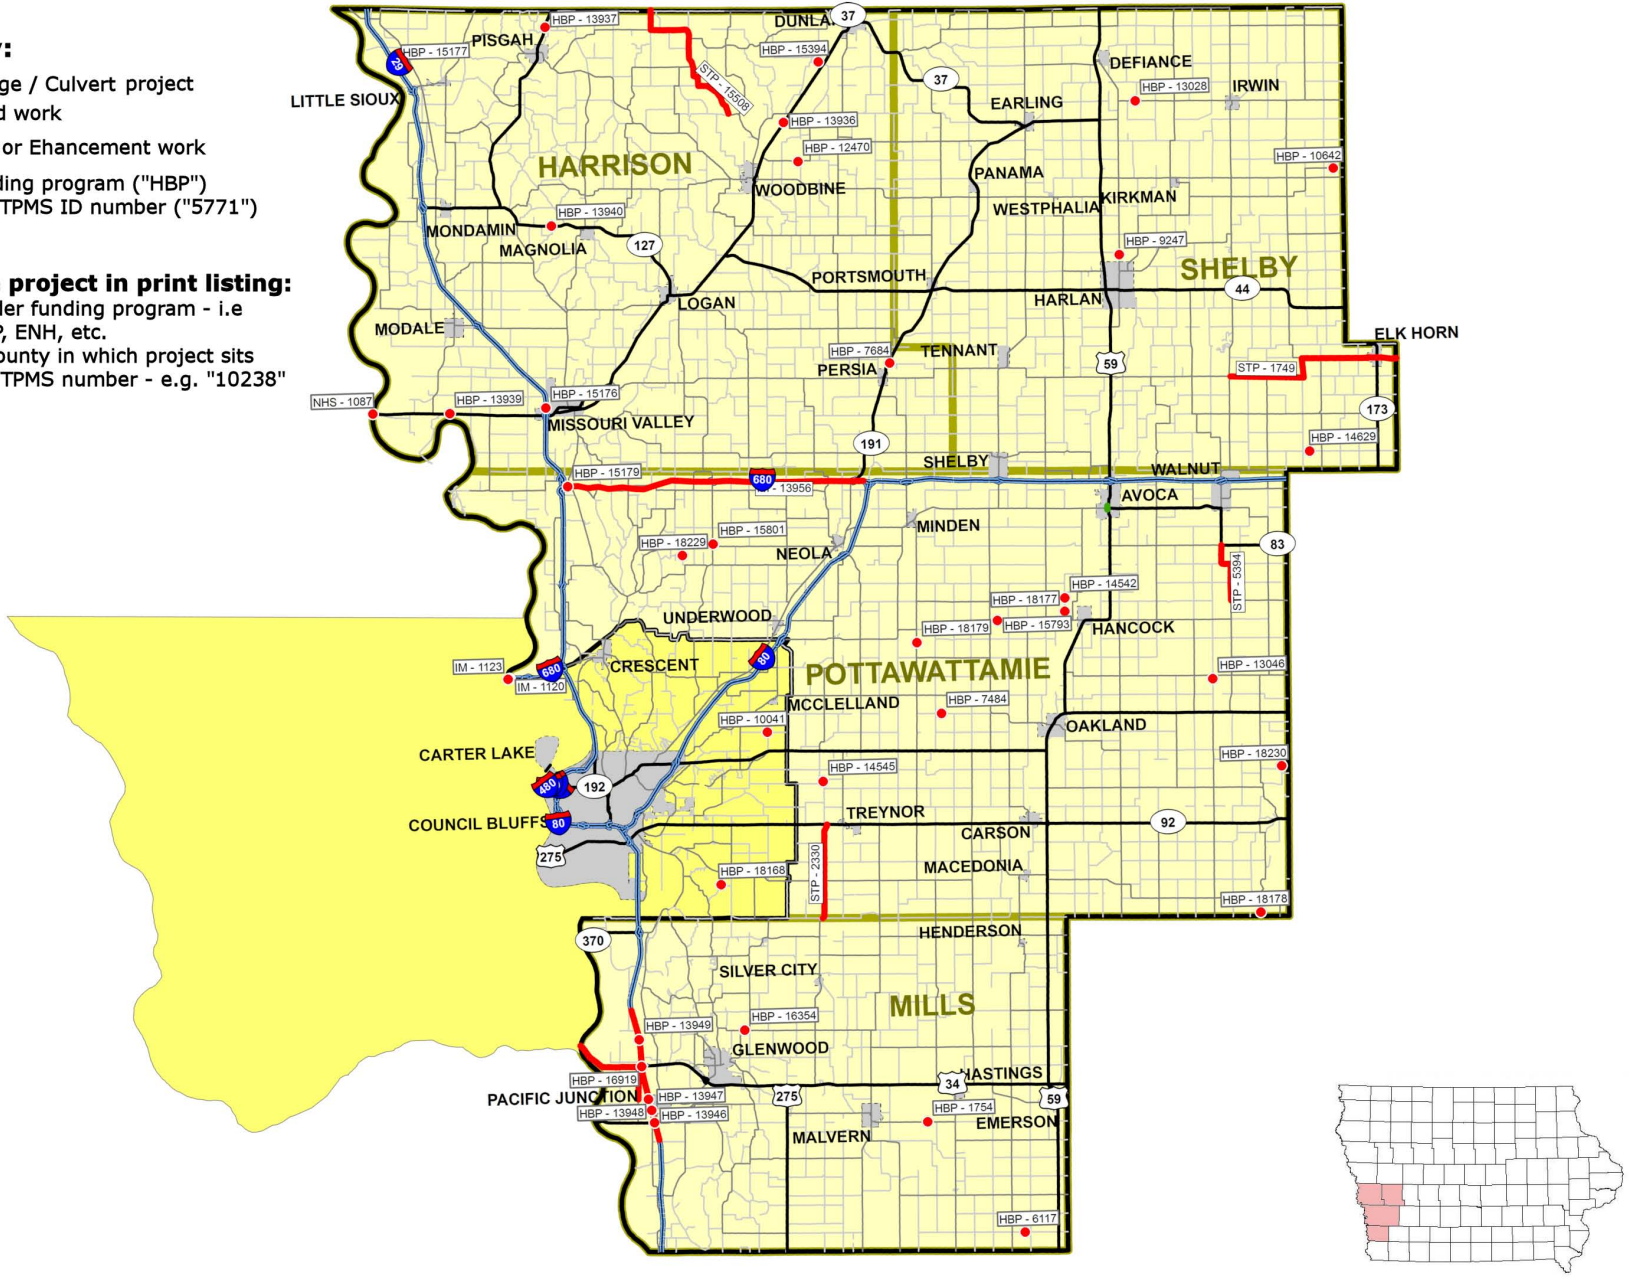 y:
ge / Culvert project
d work
or Ehancement work
ding program ("HBP")
TPMS ID number ("5771")
project in print listing:
der funding program - i.e
P, ENH, etc.
ounty in which project sits
TPMS number - e.g. "10238"
HBP - 13937
37
DUNLA
PISGAH
HBP - 15177
29
HBP - 15394
DEFIANCE
STP - 15508
37
HBP - 13028
IRWIN
LITTLE SIOUX
EARLING
HBP - 13936
HBP - 12470
HBP - 10642
HARRISON
PANAMA
WOODBINE
KIRKMAN
WESTPHALIA
HBP - 13940
MONDAMIN
MAGNOLIA
127
HBP - 9247
SHELBY
PORTSMOUTH
44
HARLAN
LOGAN
MODALE
ELK HORN
HBP - 7684
TENNANT
PERSIA
59
STP - 1749
NHS - 1087
HBP - 13939
HBP - 15176
173
MISSOURI VALLEY
191
HBP - 14629
SHELBY
WALNUT
HBP - 15179
680
13956
AVOCA
MINDEN
HBP - 15801
HBP - 18229
NEOLA
83
STP - 5394
HBP - 14542
HBP - 18177
UNDERWOOD
HBP - 18179
HBP - 15793
HANCOCK
IM - 1123
680
CRESCENT
80
POTTAWATTAMIE
HBP - 13046
IM - 1120
MCCLELLAND
HBP - 7484
HBP - 10041
OAKLAND
CARTER LAKE
HBP - 18230
HBP - 14545
480
192
COUNCIL BLUFFS
80
TREYNOR
92
CARSON
275
MACEDONIA
HBP - 18168
STP - 2330
HBP - 18178
370
HENDERSON
SILVER CITY
MILLS
HBP - 13949
HBP - 16354
GLENWOOD
HASTINGS
HBP - 16919
34
PACIFIC JUNCTION
HBP - 13947
275
59
HBP - 13948
HBP - 13946
HBP - 1754
EMERSON
MALVERN
HBP - 6117